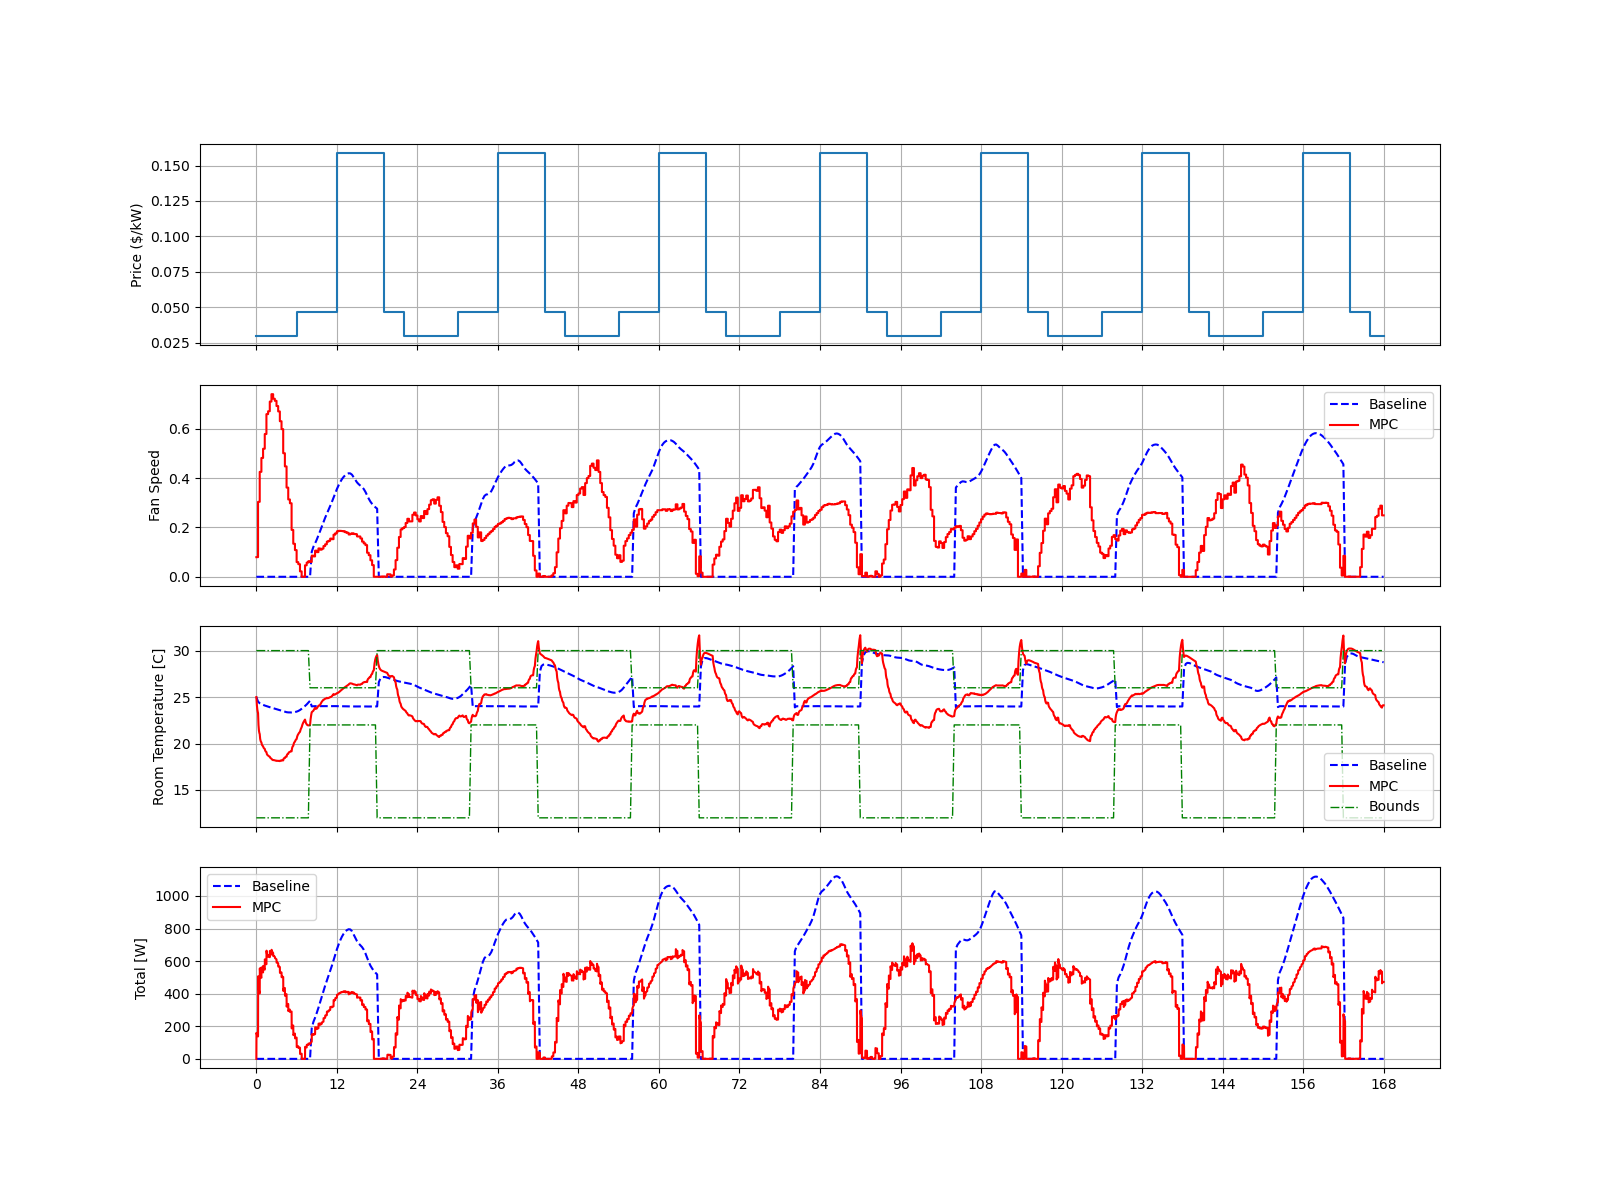 Price ($/kW)
0.150
0.125
0.100
0.075
0.050
0.025
Fan Speed
0.6
0.4
0.2
0.0
Baseline
MPC
Room Temperature [C]
30
25
20
15
Baseline
MPC
Bounds
Total [W]
1000
800
600
400
200
0
Baseline
MPC
0 12 24 36 48 60 72 84 96 108 120 132 144 156 168